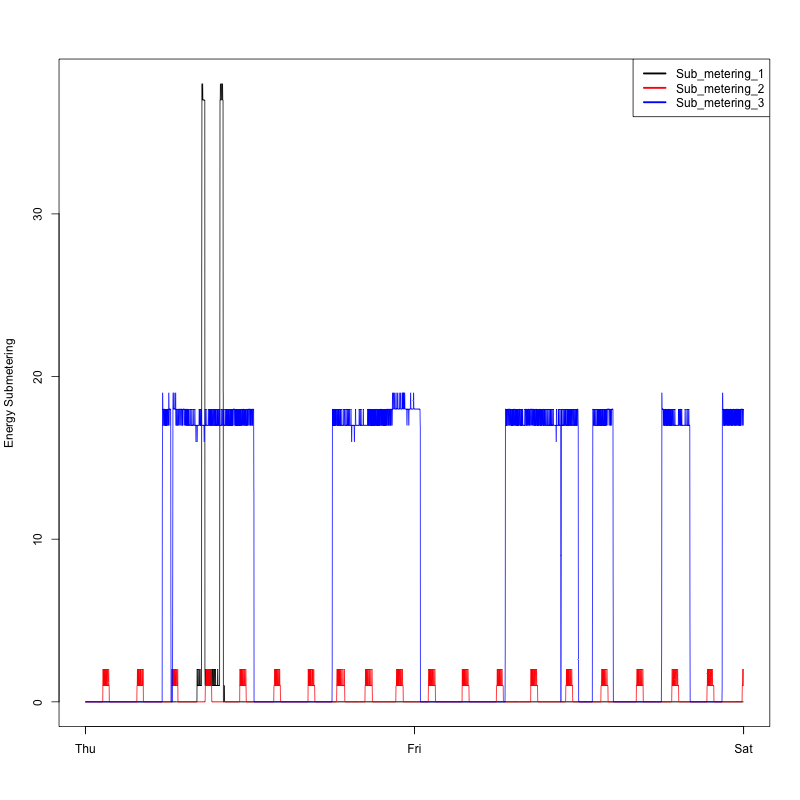 Sub_metering_1
Sub_metering_2
Sub_metering_3
Energy Submetering
30
20
10
0
Thu Fri Sat